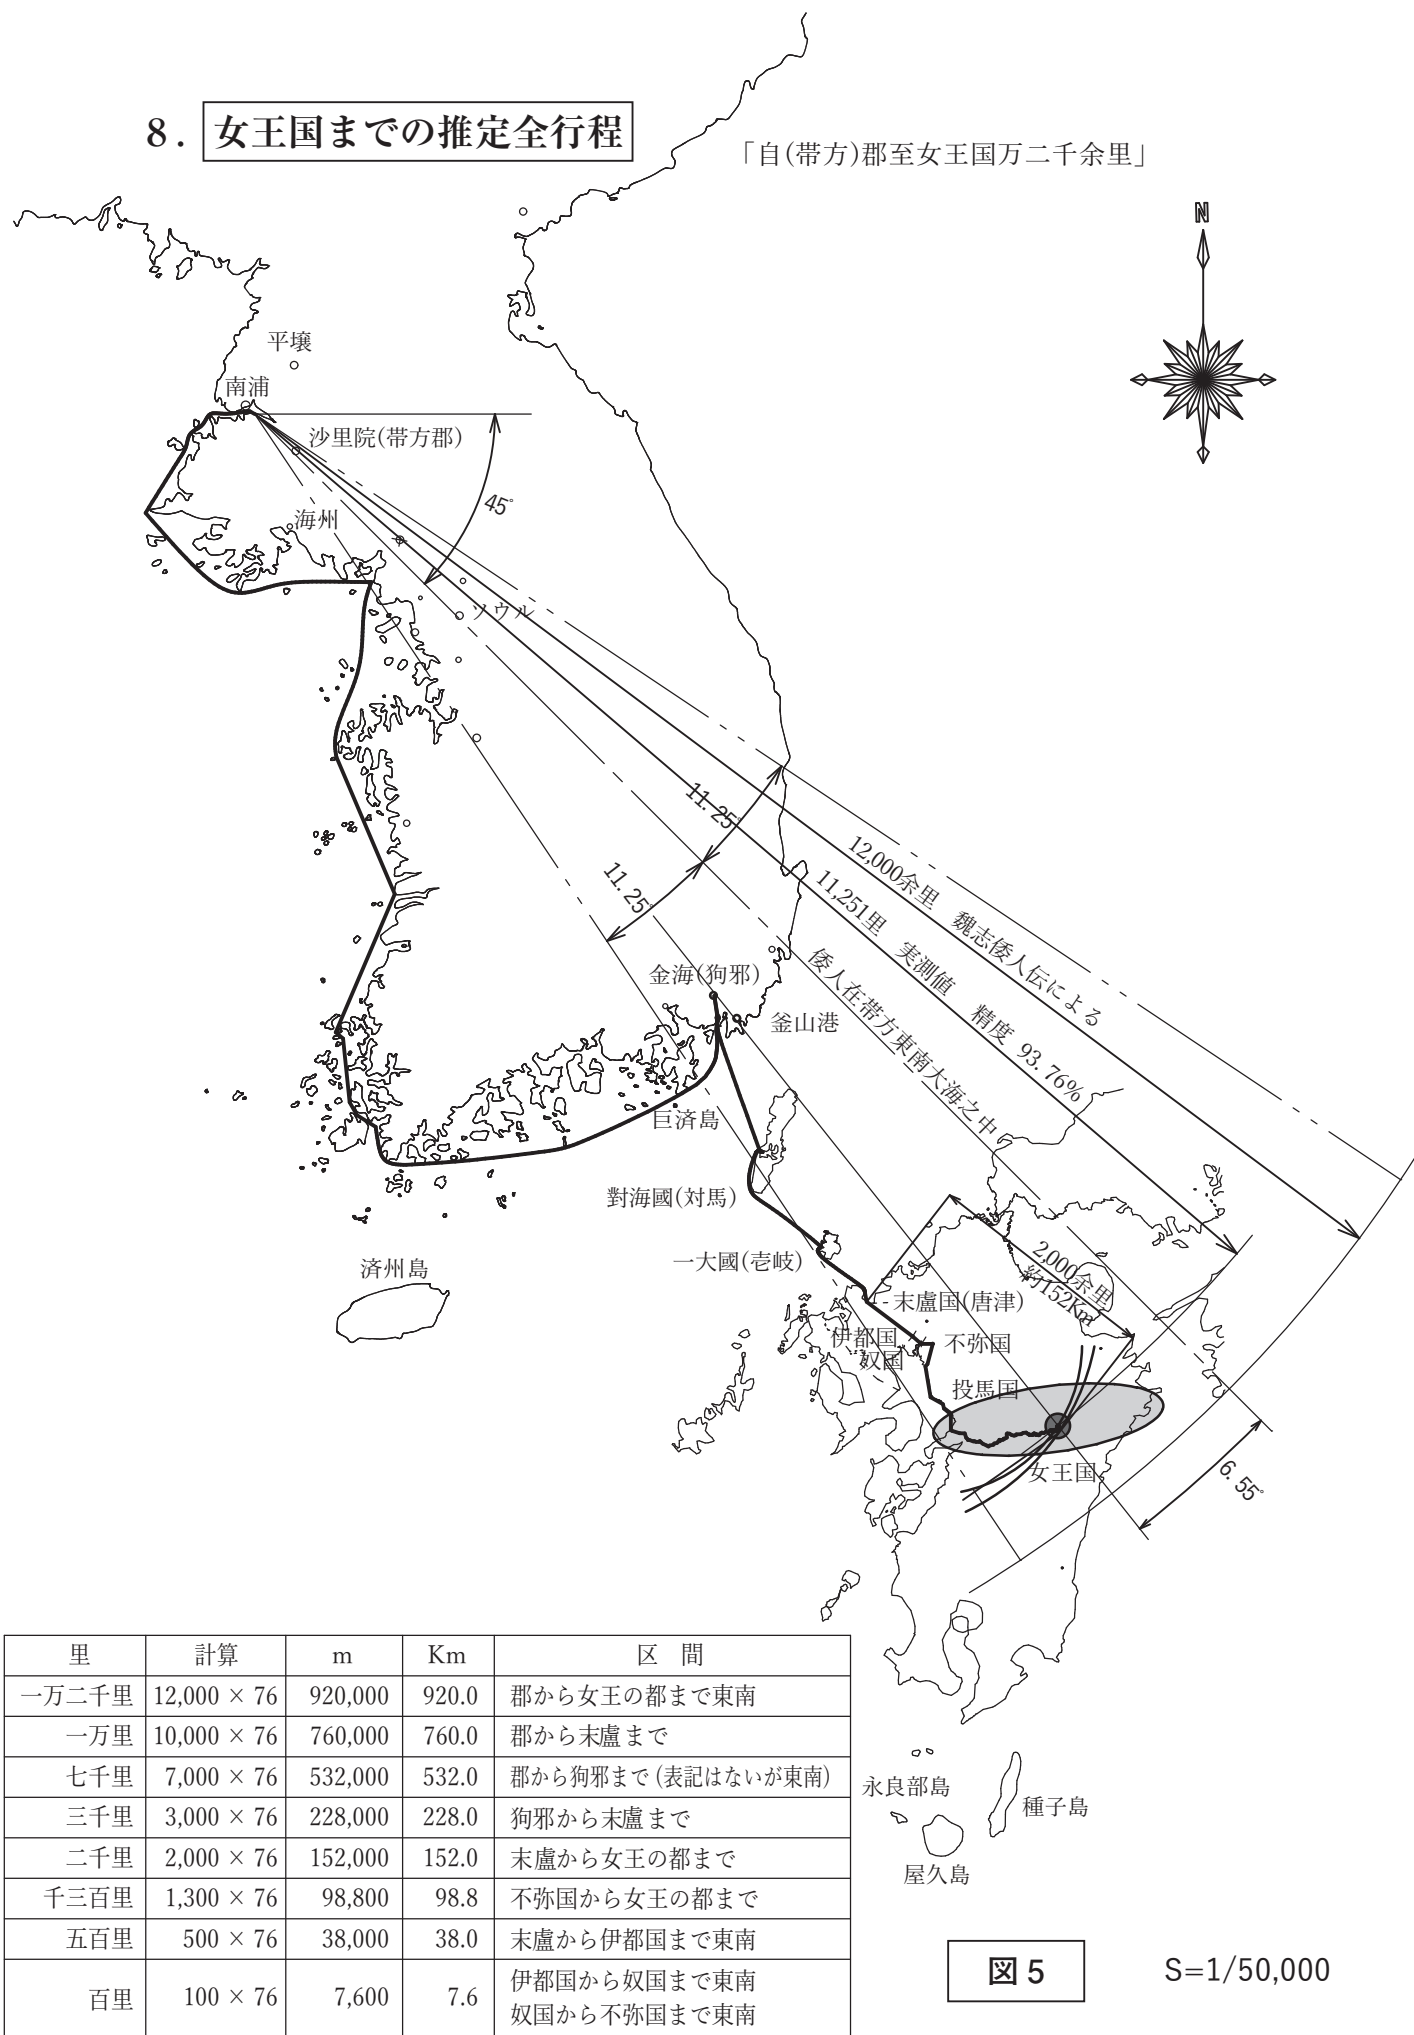 8. 女王国までの推定全行程
「自(帯方)郡至女王国万二千余里」
N
平壌
南浦
沙里院(帯方郡)
45°
海州
ソウル
11.25°
11.25°
12,000余里 魏志倭人伝による
11,251里 実測値 精度 93.76%
倭人在帯方東南大海之中
金海(狗邪)
釜山港
巨済島
對海國(対馬)
一大國(壱岐)
済州島
2,000余里
約152Km
末盧国(唐津)
伊都国
不弥国
奴国
投馬国
女王国
6.55°
里 計算 m Km 区 間
一万二千里 12,000 × 76 920,000 920.0 郡から女王の都まで東南
一万里 10,000 × 76 760,000 760.0 郡から末盧まで
七千里 7,000 × 76 532,000 532.0 郡から狗邪まで(表記はないが東南)
三千里 3,000 × 76 228,000 228.0 狗邪から末盧まで
二千里 2,000 × 76 152,000 152.0 末盧から女王の都まで
千三百里 1,300 × 76 98,800 98.8 不弥国から女王の都まで
五百里 500 × 76 38,000 38.0 末盧から伊都国まで東南
百里 100 × 76 7,600 7.6 伊都国から奴国まで東南
奴国から不弥国まで東南
永良部島
種子島
屋久島
図5
S=1/50,000